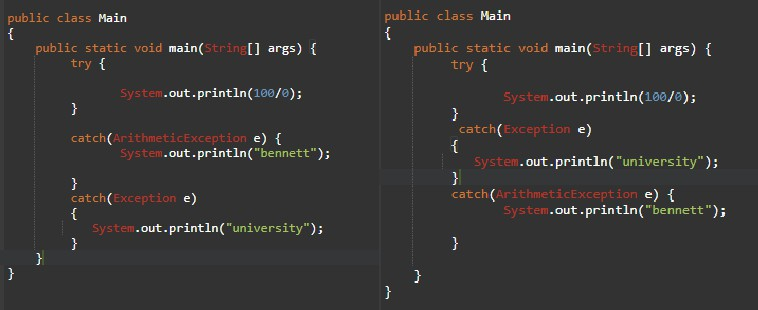 public class Main
{
    public static void main(String[] args) {
        try {
                System.out.println(100/0);
        }
        catch(ArithmeticException e) {
                System.out.println("bennett");
        }
        catch(Exception e)
        {
            System.out.println("university");
        }
    }
}
public class Main
{
    public static void main(String[] args) {
        try {
                System.out.println(100/0);
        }
         catch(Exception e)
        {
            System.out.println("university");
        }
        catch(ArithmeticException e) {
                System.out.println("bennett");
        }
    }
}